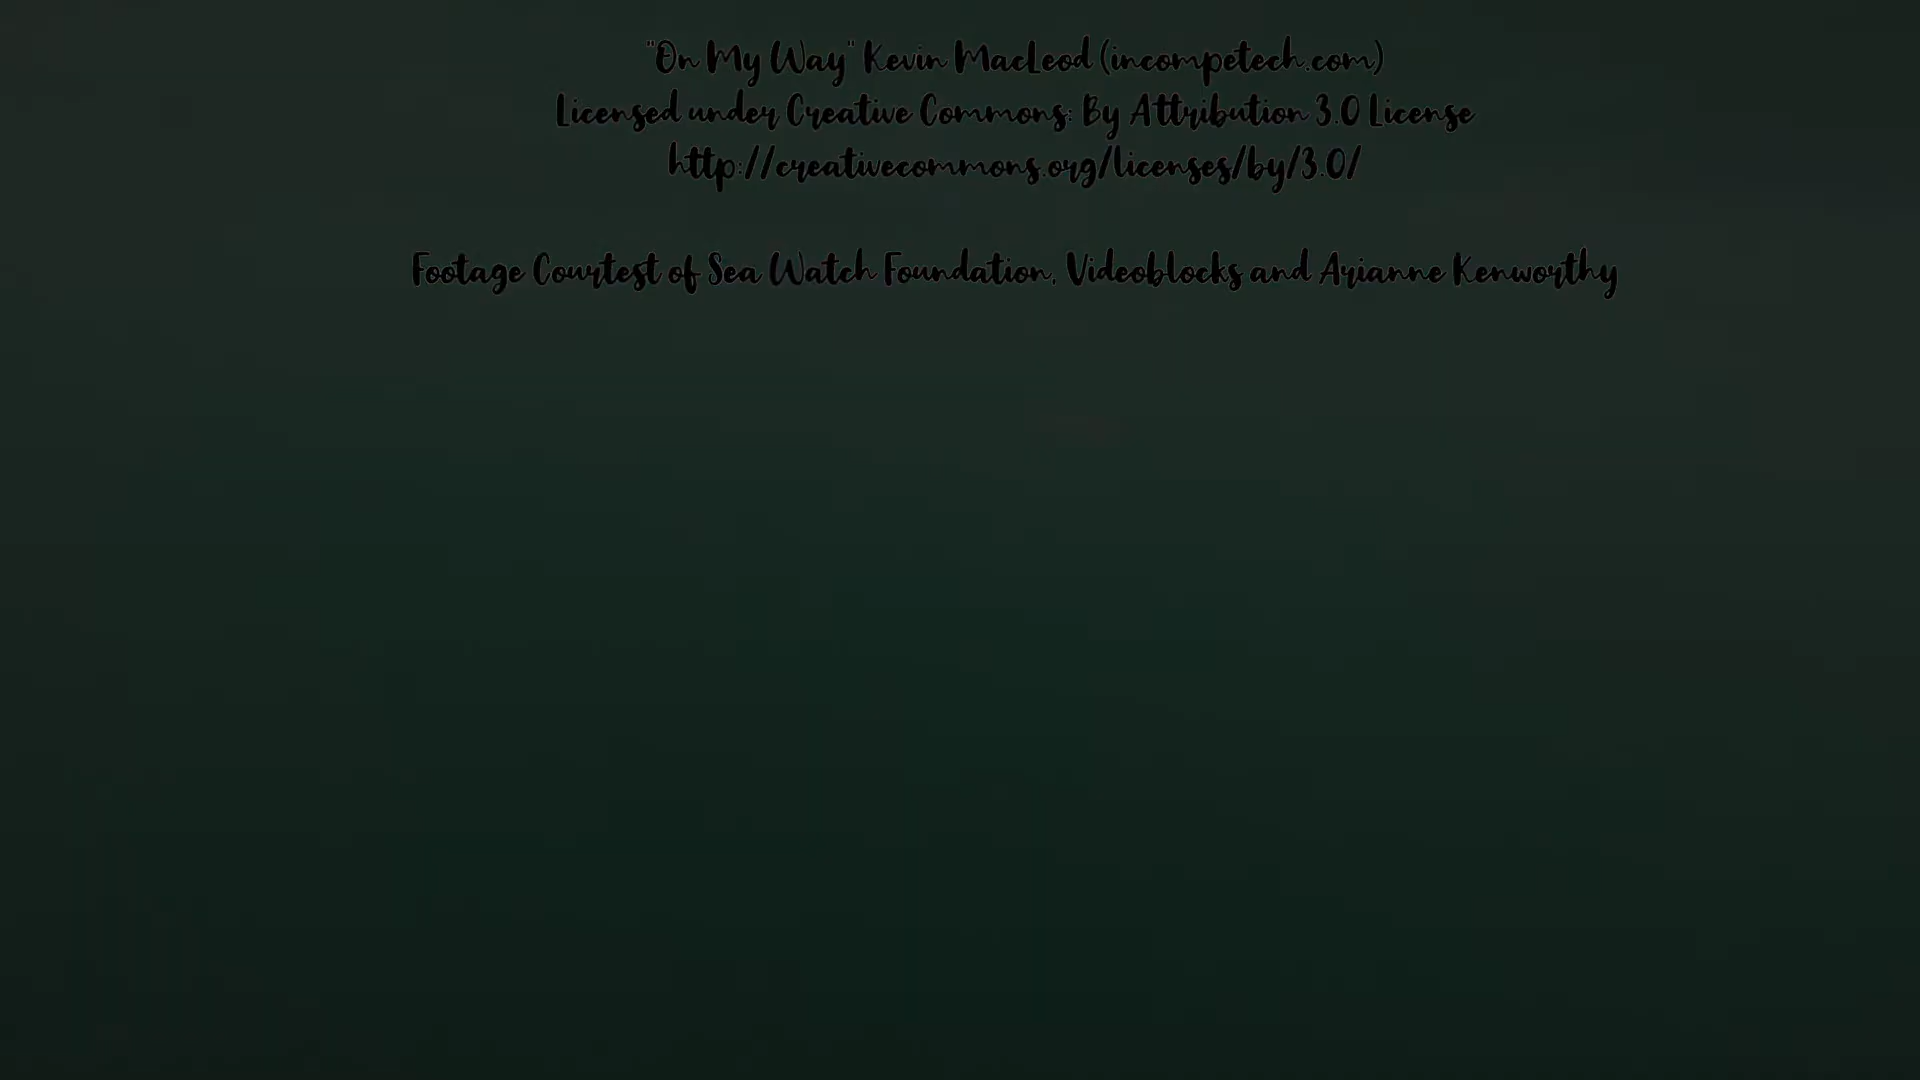 "On My Way" Kevin MacLeod (incompetech.com)
Licensed under Creative Commons: By Attribution 3.0 License
http://creativecommons.org/licenses/by/3.0/
Footage Courtest of Sea Watch Foundation, Videoblocks and Arianne Kenworthy